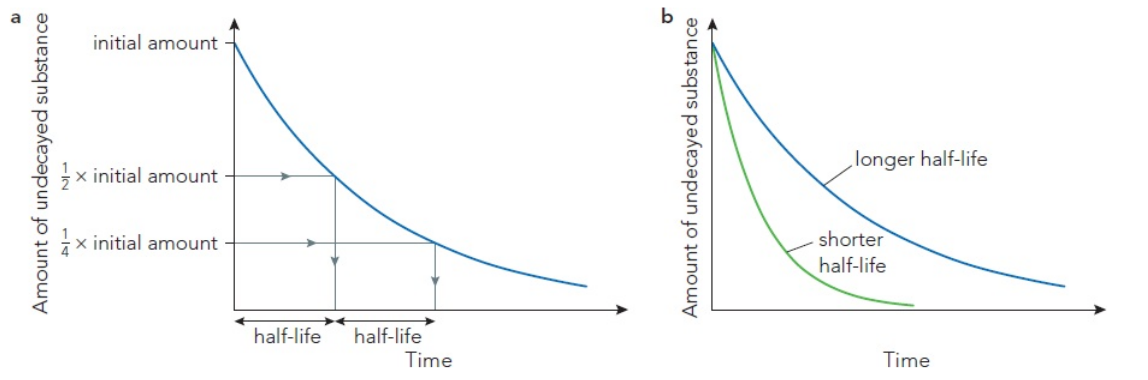 a
Amount of undecayed substance
initial amount
1/2 × initial amount
1/4 × initial amount
half-life
half-life
Time
b
Amount of undecayed substance
longer half-life
shorter
half-life
Time